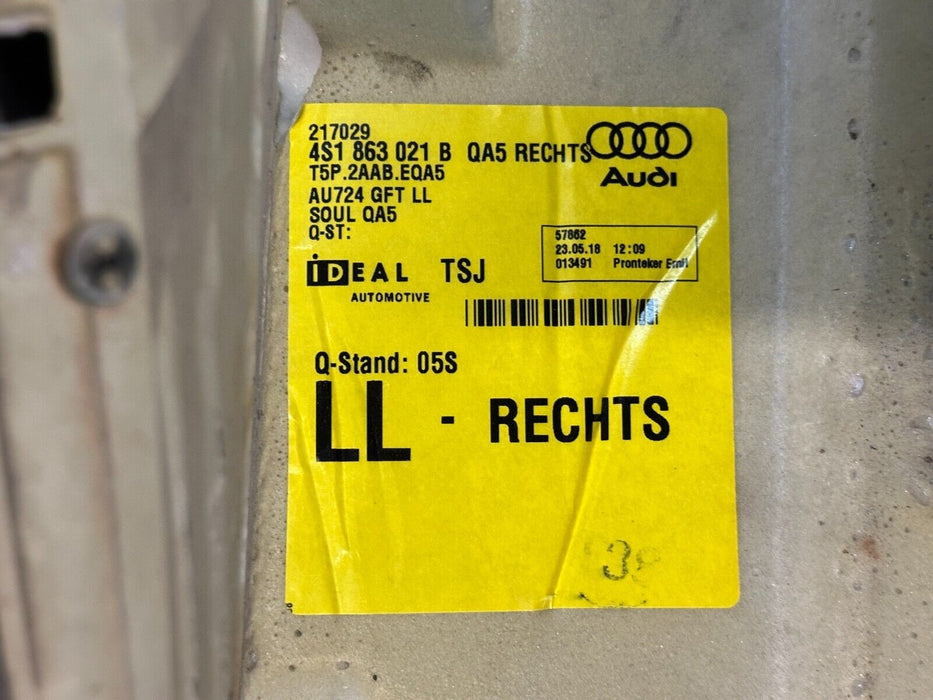 217029
4S1 863 021 B QA5 RECHTS
Audi
T5P.2AAB.EQA5
AU724 GFT LL
SOUL QA5
Q-ST:
57862
23.05.18 12:09
013491 Pronteker Emil
IDEAL TSJ
AUTOMOTIVE
Q-Stand: 05S
LL - RECHTS